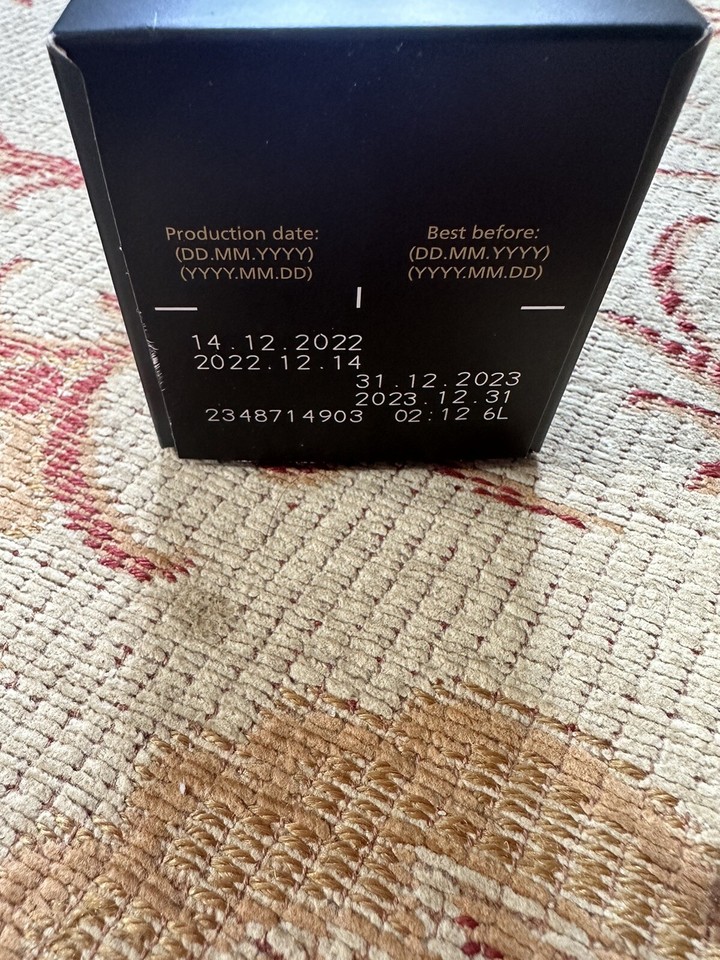 Production date:
(DD.MM.YYYY)
(YYYY.MM.DD)
Best before:
(DD.MM.YYYY)
(YYYY.MM.DD)
14.12.2022
2022.12.14
31.12.2023
2023.12.31
2348714903 02:12 6L